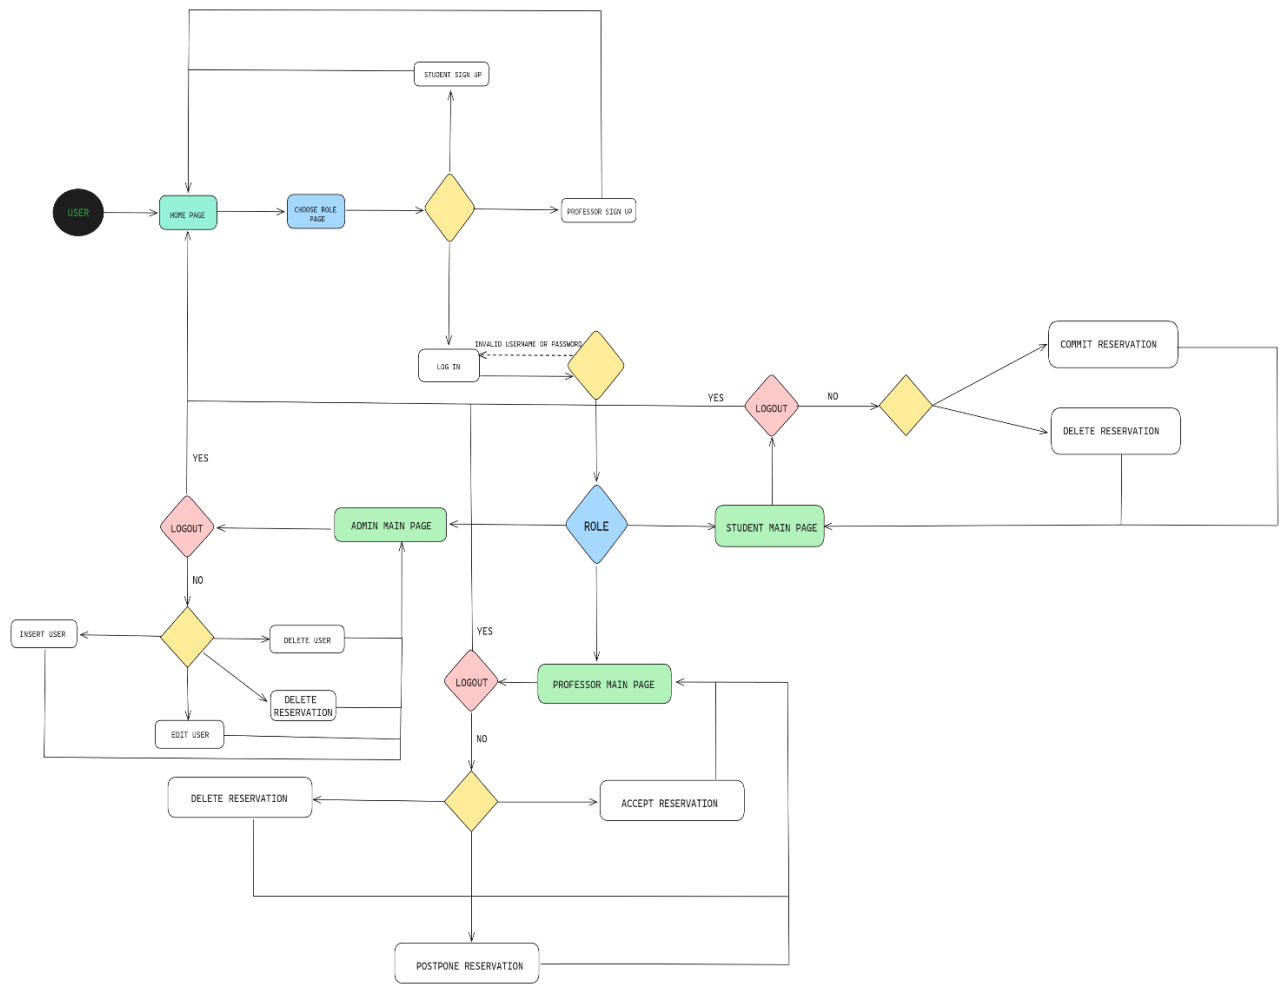 STUDENT SIGN UP
USER
HOME PAGE
CHOOSE ROLE
PAGE
PROFESSOR SIGN UP
INVALID USERNAME OR PASSWORD
LOG IN
COMMIT RESERVATION
YES
LOGOUT
NO
DELETE RESERVATION
YES
LOGOUT
ADMIN MAIN PAGE
ROLE
STUDENT MAIN PAGE
NO
INSERT USER
DELETE USER
YES
LOGOUT
PROFESSOR MAIN PAGE
DELETE
RESERVATION
EDIT USER
NO
DELETE RESERVATION
ACCEPT RESERVATION
POSTPONE RESERVATION